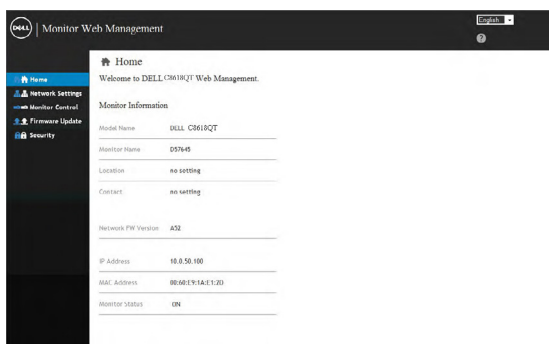 DELL Monitor Web Management
English
?
Home
Network Settings
Monitor Control
Firmware Update
Security
Home
Welcome to DELL C8618QT Web Management.
Monitor Information
Model Name DELL C8618QT
Monitor Name D57645
Location no setting
Contact no setting
Network FW Version A52
IP Address 10.0.50.100
MAC Address 00:60:E9:1A:E1:2D
Monitor Status ON